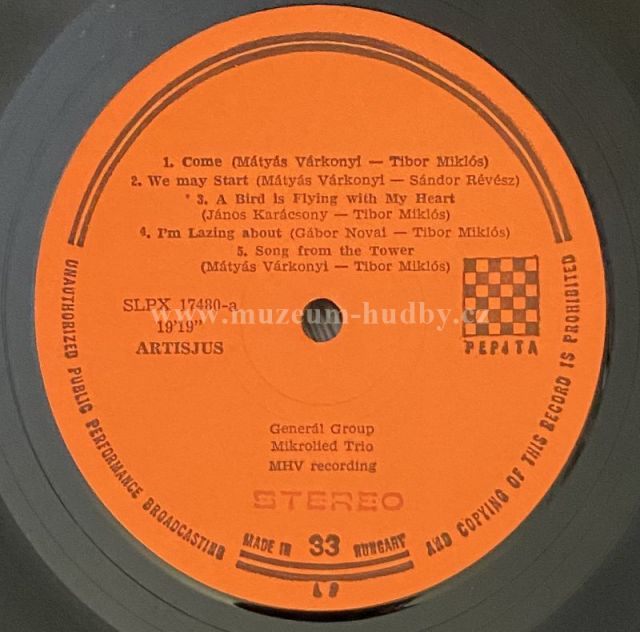 1. Come (Mátyás Várkonyi — Tibor Miklós)
2. We may Start (Mátyás Várkonyi — Sándor Révész)
3. A Bird is Flying with My Heart
(János Karácsony — Tibor Miklós)
4. I'm Lazing about (Gábor Novai — Tibor Miklós)
5. Song from the Tower
(Mátyás Várkonyi — Tibor Miklós)
SLPX 17480-a
19'19"
ARTISJUS
PEPITA
www.muzeum-hudby.cz
Generál Group
Mikrolied Trio
MHV recording
STEREO
UNAUTHORIZED PUBLIC PERFORMANCE BROADCASTING
AND COPYING OF THIS RECORD IS PROHIBITED
MADE IN 33 HUNGARY
LP